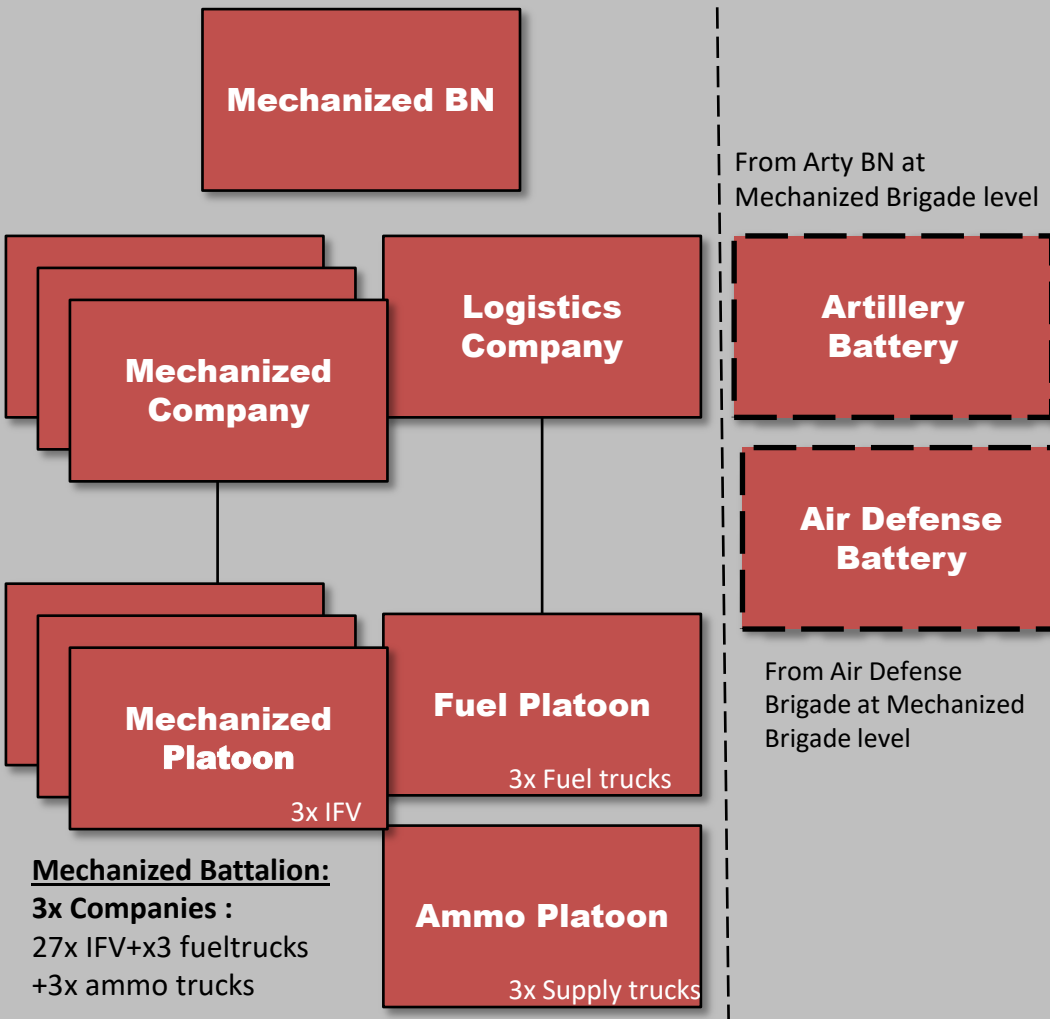 Mechanized BN
From Arty BN at
Mechanized Brigade level
Mechanized
Company
Logistics
Company
Artillery
Battery
Air Defense
Battery
From Air Defense
Brigade at Mechanized
Brigade level
Mechanized
Platoon
3x IFV
Fuel Platoon
3x Fuel trucks
Ammo Platoon
3x Supply trucks
Mechanized Battalion:
3x Companies :
27x IFV+x3 fueltrucks
+3x ammo trucks